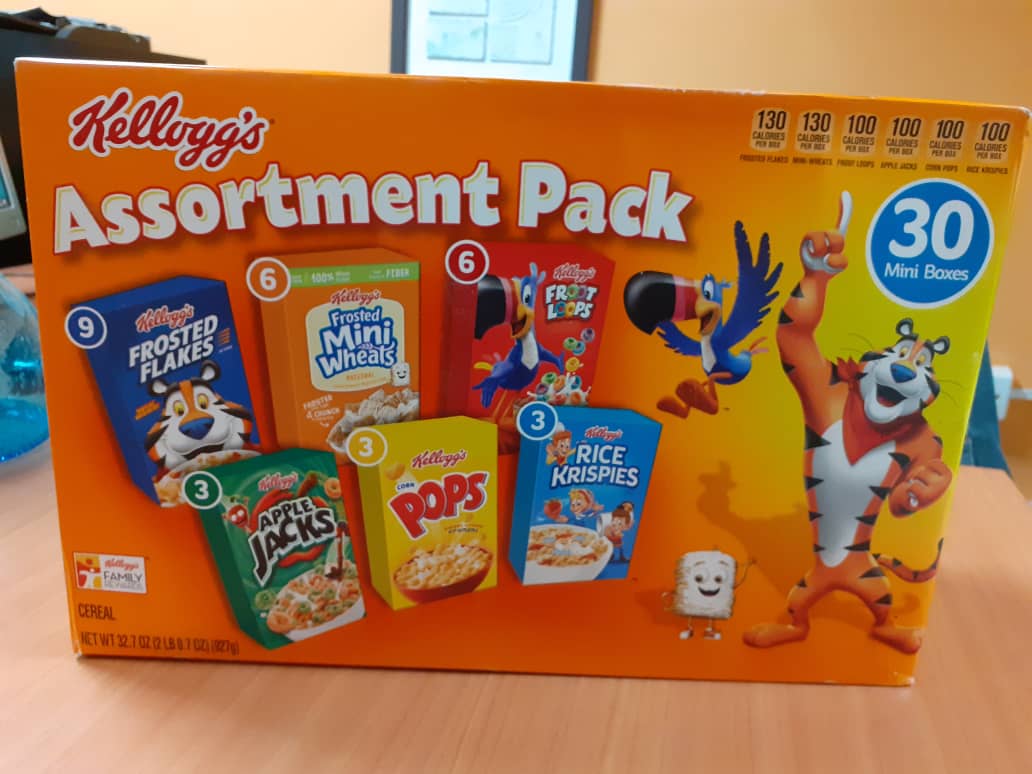 Kellogg's
Assortment Pack
130 CALORIES PER BOX
130 CALORIES PER BOX
100 CALORIES PER BOX
100 CALORIES PER BOX
100 CALORIES PER BOX
100 CALORIES PER BOX
FROSTED FLAKES MINI-WHEATS FROOT LOOPS APPLE JACKS CORN POPS RICE KRISPIES
30
Mini Boxes
9
Kellogg's
FROSTED
FLAKES
6
100% Whole
FIBER
Kellogg's
Frosted
Mini
Wheats
6
Kellogg's
FROOT
LOOPS
3
Kellogg's
APPLE
JACKS
3
Kellogg's
CORN
POPS
3
Kellogg's
RICE
KRISPIES
Kellogg's
FAMILY
REWARDS
CEREAL
NET WT 32.7 OZ (2 LB 0.7 OZ) (927g)